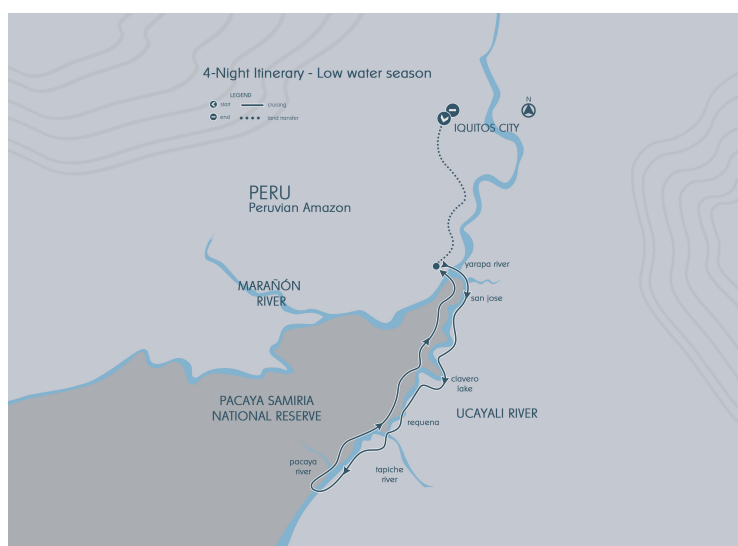 4-Night Itinerary - Low water season
LEGEND
start
cruising
end
land transfer
N
IQUITOS CITY
PERU
Peruvian Amazon
yarapa river
MARAÑÓN
RIVER
san jose
clavero
lake
PACAYA SAMIRIA
NATIONAL RESERVE
UCAYALI RIVER
requena
pacaya
river
tapiche
river